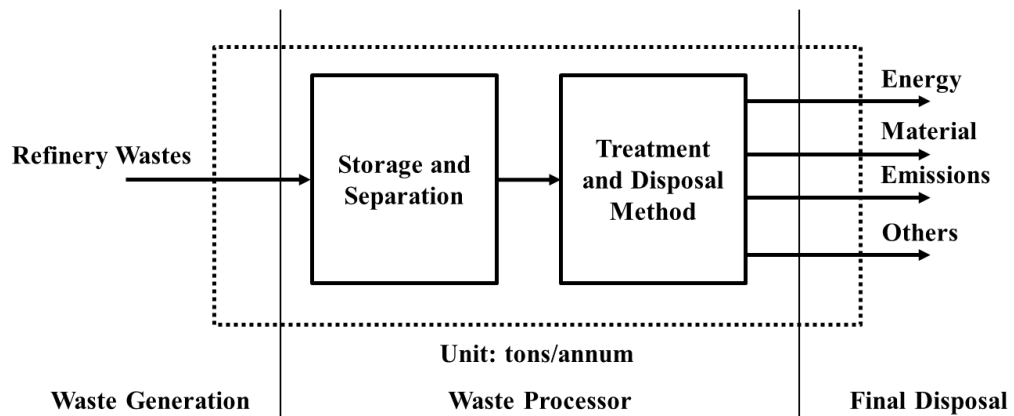 Refinery Wastes
Storage and
Separation
Treatment
and Disposal
Method
Energy
Material
Emissions
Others
Unit: tons/annum
Waste Generation
Waste Processor
Final Disposal